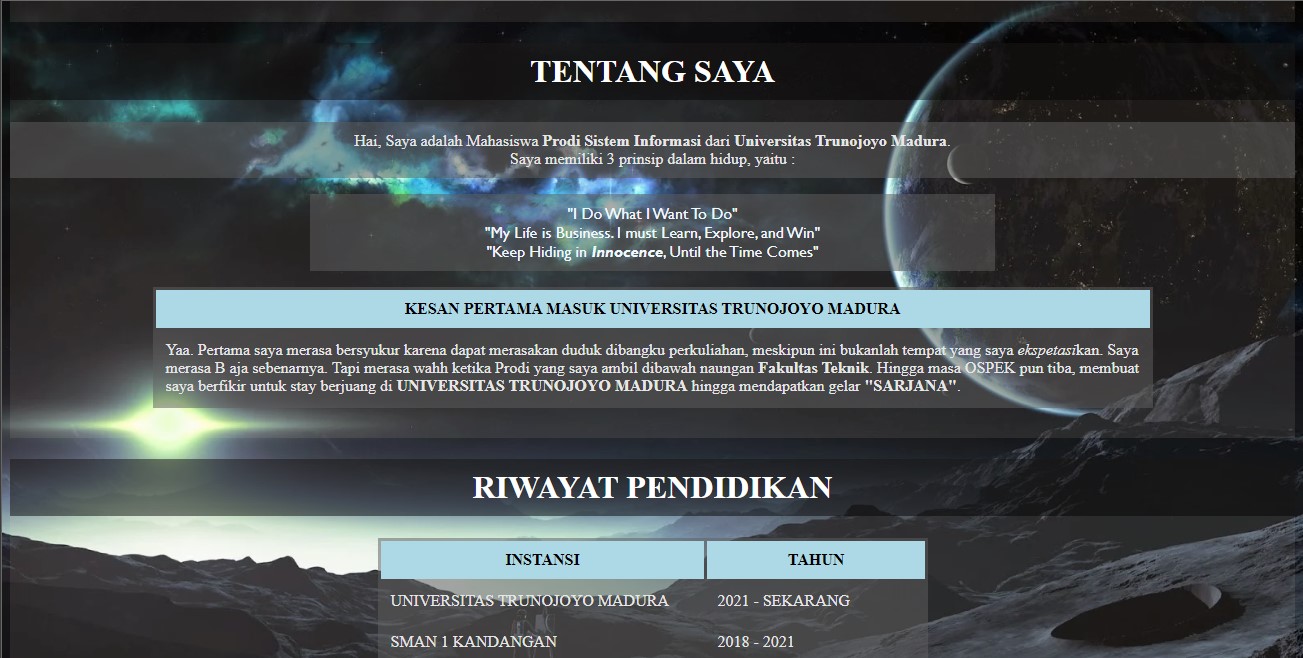 TENTANG SAYA
Hai, Saya adalah Mahasiswa Prodi Sistem Informasi dari Universitas Trunojoyo Madura.
Saya memiliki 3 prinsip dalam hidup, yaitu :
"I Do What I Want To Do"
"My Life is Business. I must Learn, Explore, and Win"
"Keep Hiding in Innocence, Until the Time Comes"
KESAN PERTAMA MASUK UNIVERSITAS TRUNOJOYO MADURA
Yaa. Pertama saya merasa bersyukur karena dapat merasakan duduk dibangku perkuliahan, meskipun ini bukanlah tempat yang saya ekspetasikan. Saya
merasa B aja sebenarnya. Tapi merasa wahh ketika Prodi yang saya ambil dibawah naungan Fakultas Teknik. Hingga masa OSPEK pun tiba, membuat
saya berfikir untuk stay berjuang di UNIVERSITAS TRUNOJOYO MADURA hingga mendapatkan gelar "SARJANA".
RIWAYAT PENDIDIKAN
INSTANSI TAHUN
UNIVERSITAS TRUNOJOYO MADURA 2021 - SEKARANG
SMAN 1 KANDANGAN 2018 - 2021